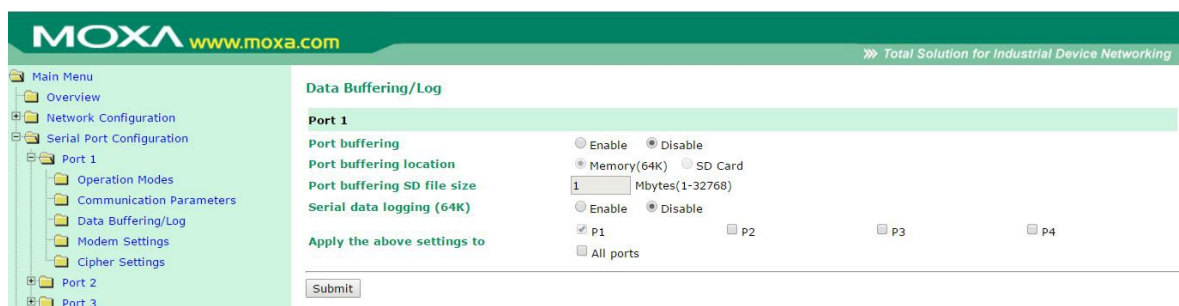 MOXA www.moxa.com
Total Solution for Industrial Device Networking
Main Menu
Overview
Network Configuration
Serial Port Configuration
Port 1
Operation Modes
Communication Parameters
Data Buffering/Log
Modem Settings
Cipher Settings
Port 2
Port 3
Data Buffering/Log
Port 1
Port buffering Enable Disable
Port buffering location Memory(64K) SD Card
Port buffering SD file size 1 Mbytes(1-32768)
Serial data logging (64K) Enable Disable
Apply the above settings to P1 P2 P3 P4
All ports
Submit